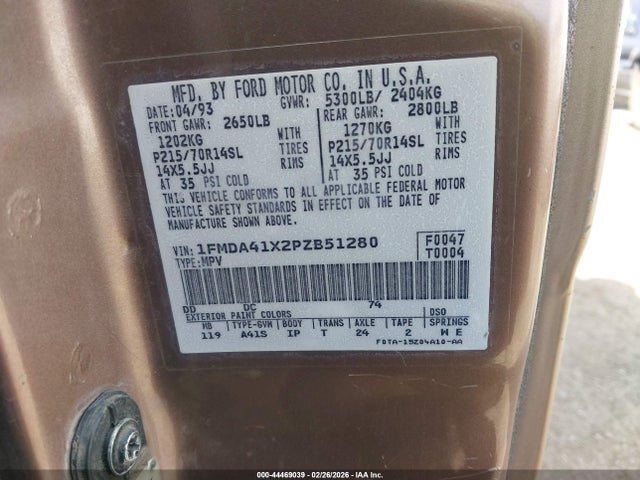 MFD. BY FORD MOTOR CO. IN U.S.A.
DATE: 04/93 GVWR: 5300LB/ 2404KG
FRONT GAWR: 2650LB REAR GAWR: 2800LB
1202KG WITH 1270KG WITH
P215/70R14SL TIRES P215/70R14SL TIRES
14X5.5JJ RIMS 14X5.5JJ RIMS
AT 35 PSI COLD AT 35 PSI COLD
THIS VEHICLE CONFORMS TO ALL APPLICABLE FEDERAL MOTOR
VEHICLE SAFETY STANDARDS IN EFFECT ON THE DATE OF
MANUFACTURE SHOWN ABOVE.
VIN: 1FMDA41X2PZB51280 F0047
TYPE: MPV T0004
DD DC 74
EXTERIOR PAINT COLORS DSO
WB TYPE-GVM BODY TRANS AXLE TAPE SPRINGS
119 A41S IP T 24 2 W E
F0TA-15204A10-AA
000-44469039 - 02/26/2026 - IAAI.COM